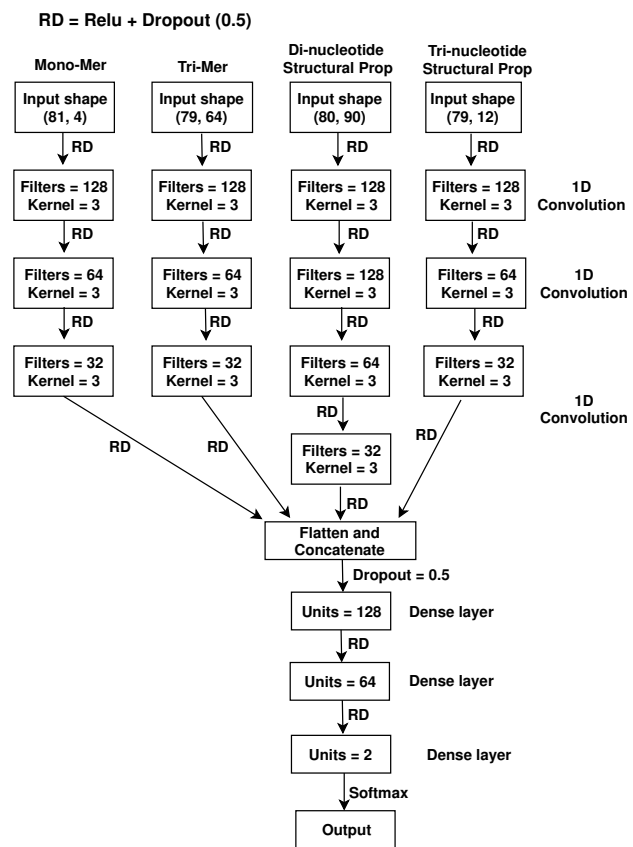 RD = Relu + Dropout (0.5)
Mono-Mer
Tri-Mer
Di-nucleotide
Structural Prop
Tri-nucleotide
Structural Prop
Input shape
(81, 4)
Input shape
(79, 64)
Input shape
(80, 90)
Input shape
(79, 12)
RD
RD
RD
RD
Filters = 128
Kernel = 3
Filters = 128
Kernel = 3
Filters = 128
Kernel = 3
Filters = 128
Kernel = 3
1D
Convolution
RD
RD
RD
RD
Filters = 64
Kernel = 3
Filters = 64
Kernel = 3
Filters = 128
Kernel = 3
Filters = 64
Kernel = 3
1D
Convolution
RD
RD
RD
RD
Filters = 32
Kernel = 3
Filters = 32
Kernel = 3
Filters = 64
Kernel = 3
Filters = 32
Kernel = 3
1D
Convolution
RD
RD
RD
RD
Filters = 32
Kernel = 3
RD
Flatten and
Concatenate
Dropout = 0.5
Units = 128
Dense layer
RD
Units = 64
Dense layer
RD
Units = 2
Dense layer
Softmax
Output